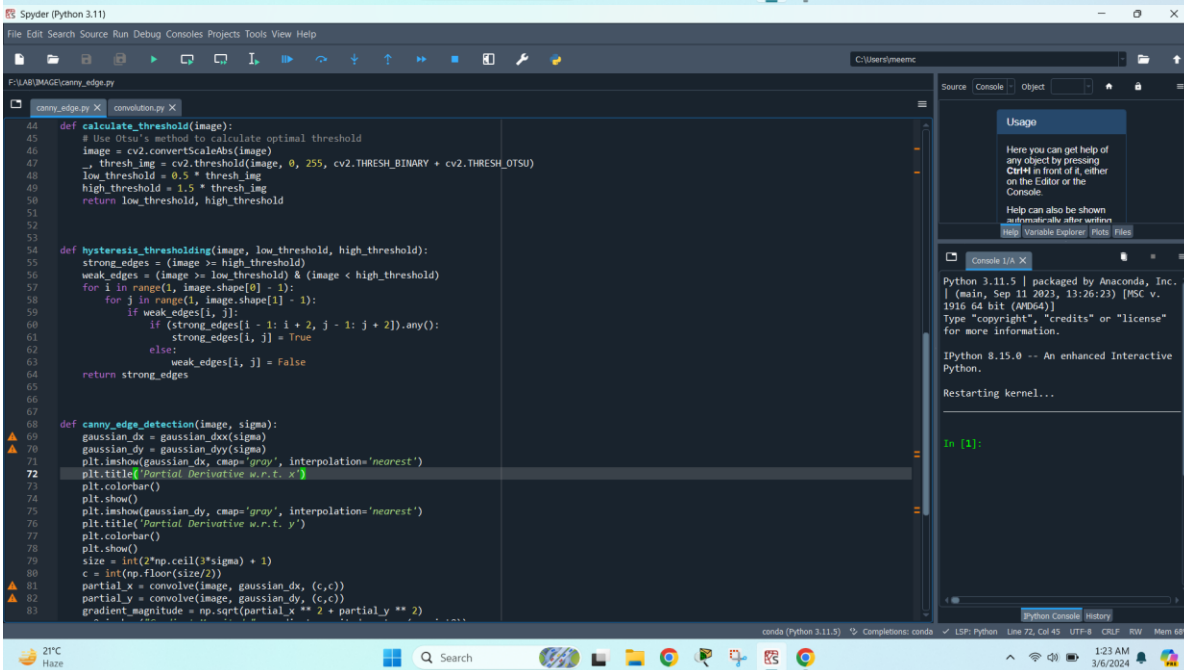 Spyder (Python 3.11)
File Edit Search Source Run Debug Consoles Projects Tools View Help
C:\Users\meemc
F:\LAB\IMAGE\canny_edge.py
canny_edge.py X convolution.py X
44 def calculate_threshold(image):
45 # Use Otsu's method to calculate optimal threshold
46 image = cv2.convertScaleAbs(image)
47 _, thresh_img = cv2.threshold(image, 0, 255, cv2.THRESH_BINARY + cv2.THRESH_OTSU)
48 low_threshold = 0.5 * thresh_img
49 high_threshold = 1.5 * thresh_img
50 return low_threshold, high_threshold
51
52
53
54 def hysteresis_thresholding(image, low_threshold, high_threshold):
55 strong_edges = (image >= high_threshold)
56 weak_edges = (image >= low_threshold) & (image < high_threshold)
57 for i in range(1, image.shape[0] - 1):
58 for j in range(1, image.shape[1] - 1):
59 if weak_edges[i, j]:
60 if (strong_edges[i - 1: i + 2, j - 1: j + 2]).any():
61 strong_edges[i, j] = True
62 else:
63 weak_edges[i, j] = False
64 return strong_edges
65
66
67
68 def canny_edge_detection(image, sigma):
69 gaussian_dx = gaussian_dxx(sigma)
70 gaussian_dy = gaussian_dyy(sigma)
71 plt.imshow(gaussian_dx, cmap='gray', interpolation='nearest')
72 plt.title('Partial Derivative w.r.t. x')
73 plt.colorbar()
74 plt.show()
75 plt.imshow(gaussian_dy, cmap='gray', interpolation='nearest')
76 plt.title('Partial Derivative w.r.t. y')
77 plt.colorbar()
78 plt.show()
79 size = int(2*np.ceil(3*sigma) + 1)
80 c = int(np.floor(size/2))
81 partial_x = convolve(image, gaussian_dx, (c,c))
82 partial_y = convolve(image, gaussian_dy, (c,c))
83 gradient_magnitude = np.sqrt(partial_x ** 2 + partial_y ** 2)
Source Console Object
Usage
Here you can get help of
any object by pressing
Ctrl+I in front of it, either
on the Editor or the
Console.
Help can also be shown
automatically after writing
Help Variable Explorer Plots Files
Console 1/A X
Python 3.11.5 | packaged by Anaconda, Inc.
| (main, Sep 11 2023, 13:26:23) [MSC v.
1916 64 bit (AMD64)]
Type "copyright", "credits" or "license"
for more information.
IPython 8.15.0 -- An enhanced Interactive
Python.
Restarting kernel...
In [1]:
IPython Console History
conda (Python 3.11.5) Completions: conda LSP: Python Line 72, Col 45 UTF-8 CRLF RW Mem 68
21°C
Haze
Search
1:23 AM
3/6/2024